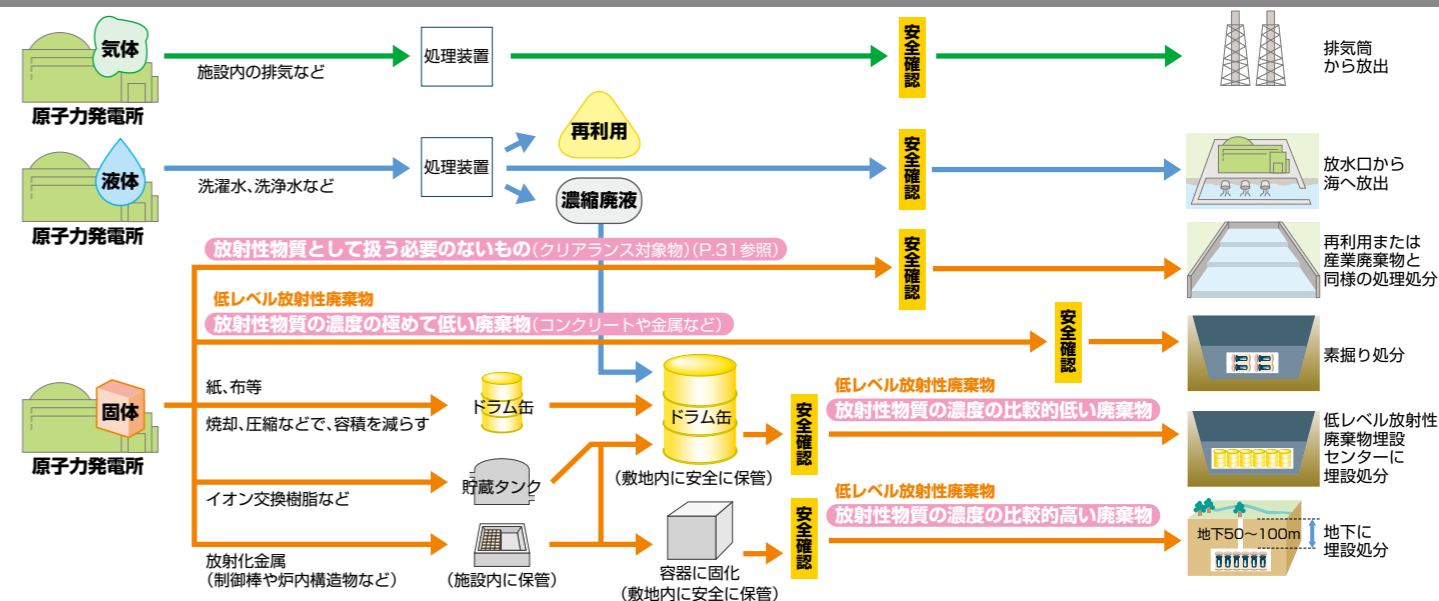 気体
原子力発電所
施設内の排気など
処理装置
安全確認
排気筒
から放出
液体
原子力発電所
洗濯水、洗浄水など
処理装置
再利用
濃縮廃液
安全確認
放水口から
海へ放出
放射性物質として扱う必要のないもの(クリアランス対象物)(P.31参照)
安全確認
再利用または
産業廃棄物と
同様の処理処分
低レベル放射性廃棄物
放射性物質の濃度の極めて低い廃棄物(コンクリートや金属など)
安全確認
素掘り処分
固体
原子力発電所
紙、布等
焼却、圧縮などで、容積を減らす
ドラム缶
ドラム缶
(敷地内に安全に保管)
安全確認
低レベル放射性廃棄物
放射性物質の濃度の比較的低い廃棄物
低レベル放射性
廃棄物埋設
センターに
埋設処分
イオン交換樹脂など
貯蔵タンク
放射化金属
(制御棒や炉内構造物など)
(施設内に保管)
容器に固化
(敷地内に安全に保管)
安全確認
低レベル放射性廃棄物
放射性物質の濃度の比較的高い廃棄物
地下50~100m
地下に
埋設処分